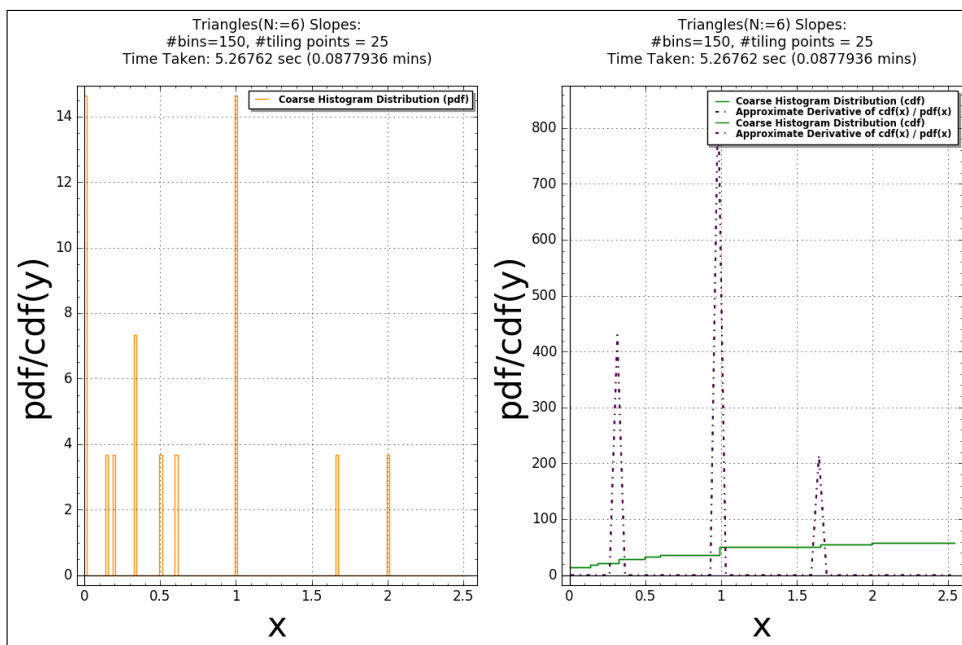 Triangles(N:=6) Slopes:
#bins=150, #tiling points = 25
Time Taken: 5.26762 sec (0.0877936 mins)
Coarse Histogram Distribution (pdf)
14
12
10
8
6
4
2
0
pdf/cdf(y)
0
0.5
1
1.5
2
2.5
x
Triangles(N:=6) Slopes:
#bins=150, #tiling points = 25
Time Taken: 5.26762 sec (0.0877936 mins)
Coarse Histogram Distribution (cdf)
Approximate Derivative of cdf(x) / pdf(x)
Coarse Histogram Distribution (cdf)
Approximate Derivative of cdf(x) / pdf(x)
800
700
600
500
400
300
200
100
0
pdf/cdf(y)
0
0.5
1
1.5
2
2.5
x